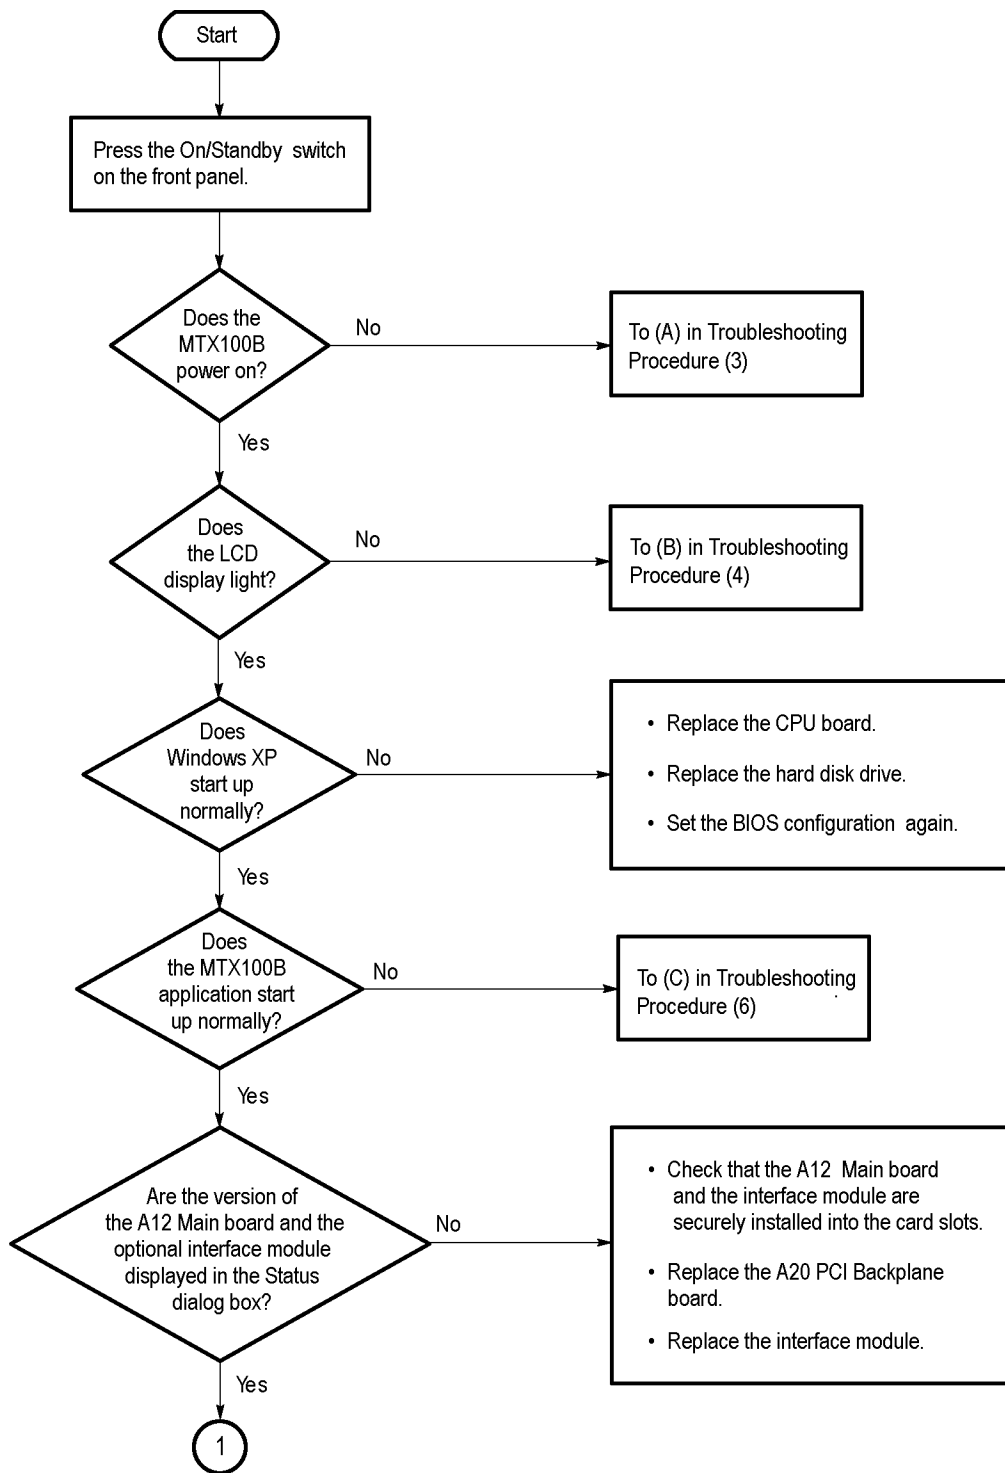 Start
Press the On/Standby switch
on the front panel.
Does the
MTX100B
power on?
No
To (A) in Troubleshooting
Procedure (3)
Yes
Does
the LCD
display light?
No
To (B) in Troubleshooting
Procedure (4)
Yes
Does
Windows XP
start up
normally?
No
• Replace the CPU board.
• Replace the hard disk drive.
• Set the BIOS configuration again.
Yes
Does
the MTX100B
application start
up normally?
No
To (C) in Troubleshooting
Procedure (6)
Yes
Are the version of
the A12 Main board and the
optional interface module
displayed in the Status
dialog box?
No
• Check that the A12 Main board
and the interface module are
securely installed into the card slots.
• Replace the A20 PCI Backplane
board.
• Replace the interface module.
Yes
1